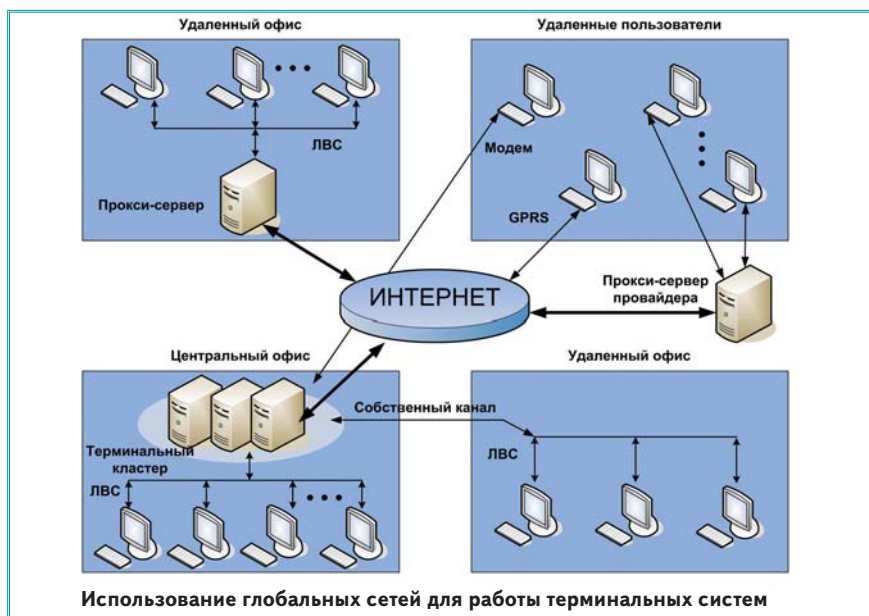 Удаленный офис
Удаленные пользователи
ЛВС
Прокси-сервер
Модем
GPRS
ИНТЕРНЕТ
Прокси-сервер
провайдера
Центральный офис
Удаленный офис
Собственный канал
Терминальный
кластер
ЛВС
ЛВС
Использование глобальных сетей для работы терминальных систем